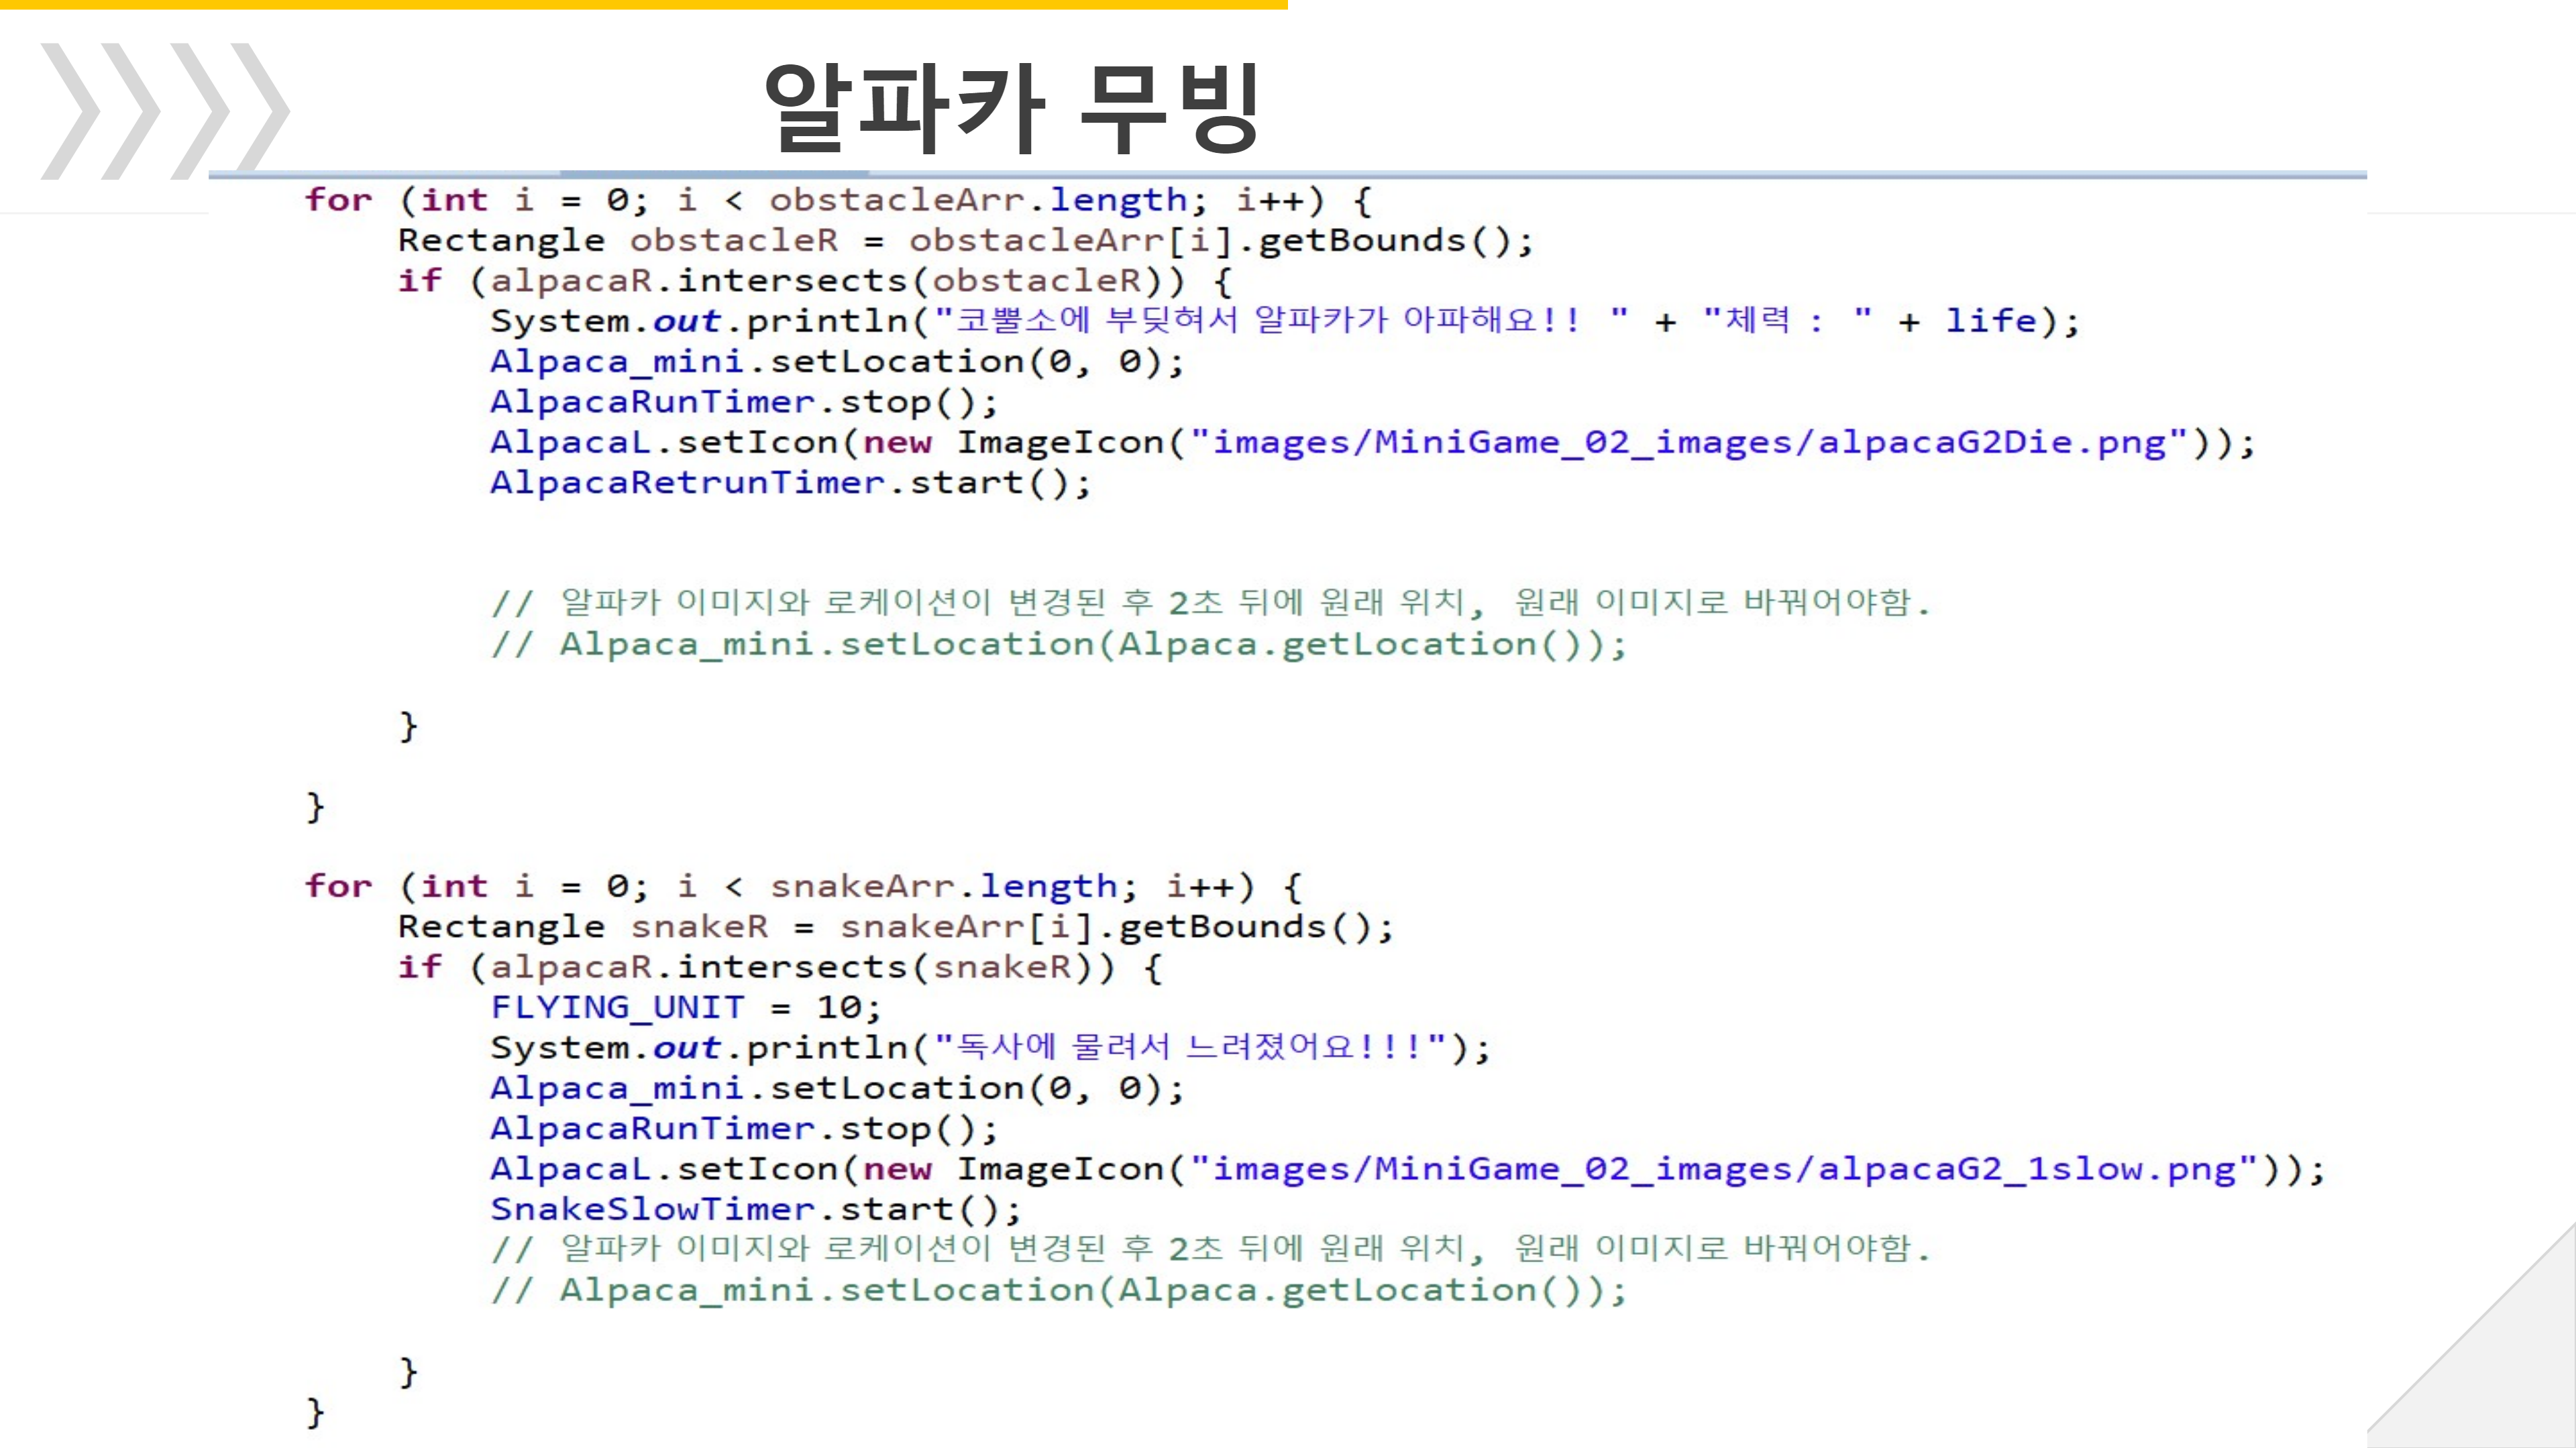 알파카 무빙
for (int i = 0; i < obstacleArr.length; i++) {
Rectangle obstacleR = obstacleArr[i].getBounds();
if (alpacaR.intersects(obstacleR)) {
System.out.println("코뿔소에 부딪혀서 알파카가 아파해요!! " + "체력 : " + life);
Alpaca_mini.setLocation(0, 0);
AlpacaRunTimer.stop();
AlpacaL.setIcon(new ImageIcon("images/MiniGame_02_images/alpacaG2Die.png"));
AlpacaRetrunTimer.start();
// 알파카 이미지와 로케이션이 변경된 후 2초 뒤에 원래 위치, 원래 이미지로 바꿔어야함.
// Alpaca_mini.setLocation(Alpaca.getLocation());
}
}
for (int i = 0; i < snakeArr.length; i++) {
Rectangle snakeR = snakeArr[i].getBounds();
if (alpacaR.intersects(snakeR)) {
FLYING_UNIT = 10;
System.out.println("독사에 물려서 느려졌어요!!!");
Alpaca_mini.setLocation(0, 0);
AlpacaRunTimer.stop();
AlpacaL.setIcon(new ImageIcon("images/MiniGame_02_images/alpacaG2_1slow.png"));
SnakeSlowTimer.start();
// 알파카 이미지와 로케이션이 변경된 후 2초 뒤에 원래 위치, 원래 이미지로 바꿔어야함.
// Alpaca_mini.setLocation(Alpaca.getLocation());
}
}